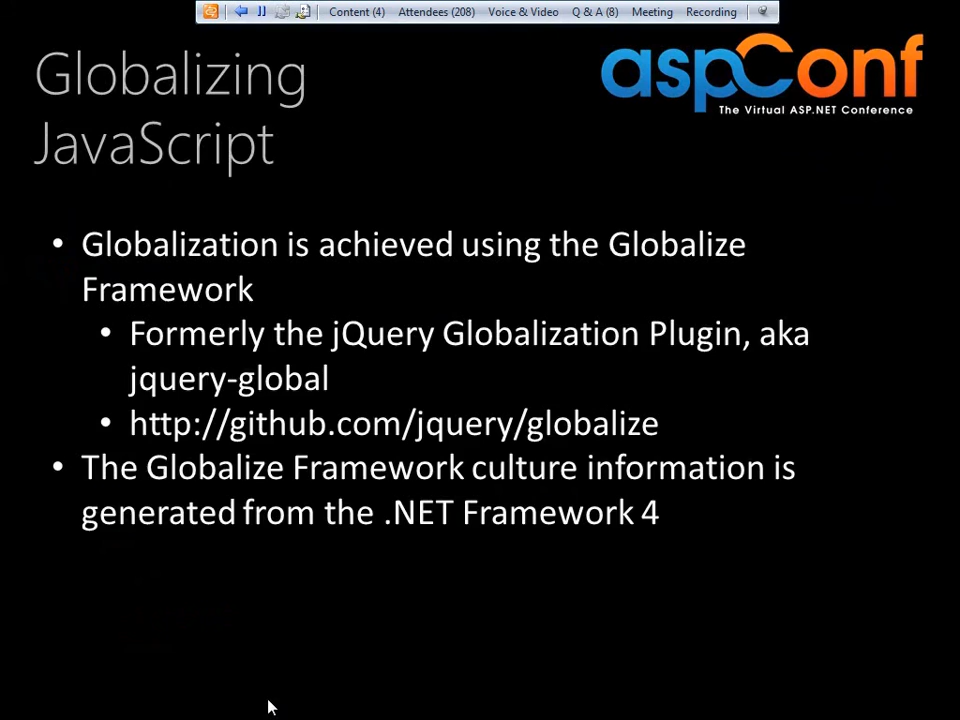 Content (4) Attendees (208) Voice & Video Q & A (8) Meeting Recording
Globalizing
JavaScript
aspConf
The Virtual ASP.NET Conference
• Globalization is achieved using the Globalize
Framework
• Formerly the jQuery Globalization Plugin, aka
jquery-global
• http://github.com/jquery/globalize
• The Globalize Framework culture information is
generated from the .NET Framework 4